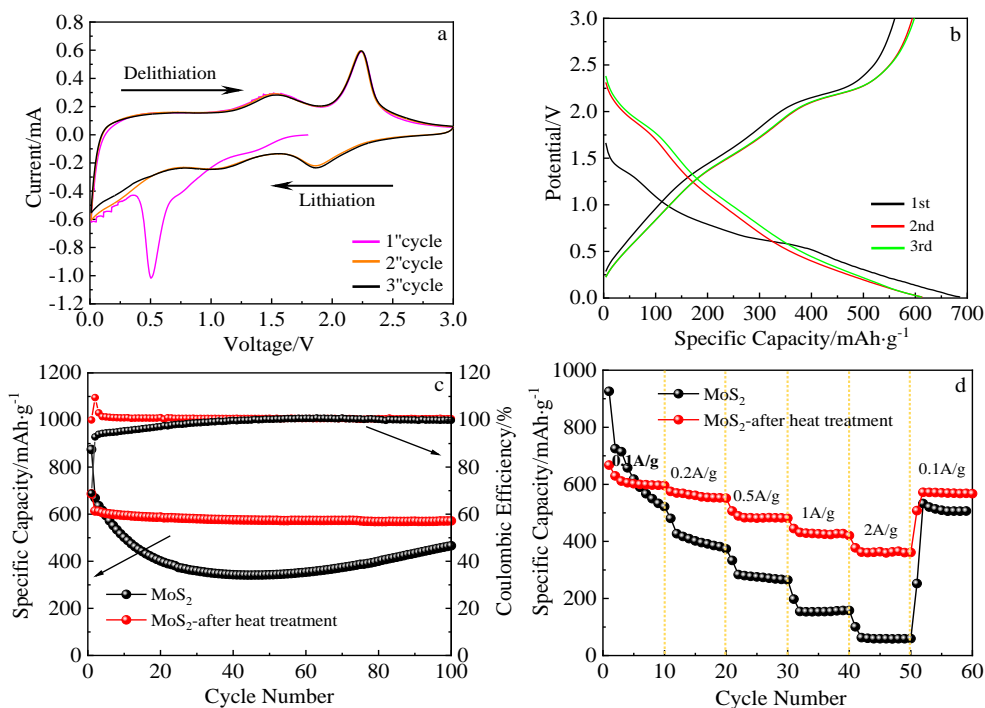 a
0.8
0.6
0.4
0.2
0.0
-0.2
-0.4
-0.6
-0.8
-1.0
-1.2
Current/mA
Delithiation
Lithiation
1"cycle
2"cycle
3"cycle
0.0 0.5 1.0 1.5 2.0 2.5 3.0
Voltage/V
b
3.0
2.5
2.0
1.5
1.0
0.5
0.0
Potential/V
1st
2nd
3rd
0 100 200 300 400 500 600 700
Specific Capacity/mAh·g⁻¹
c
1200
1000
800
600
400
200
0
Specific Capacity/mAh·g⁻¹
120
100
80
60
40
20
0
Coulombic Efficiency/%
MoS₂
MoS₂-after heat treatment
0 20 40 60 80 100
Cycle Number
d
1000
800
600
400
200
0
Specific Capacity/mAh·g⁻¹
MoS₂
MoS₂-after heat treatment
0.1A/g
0.2A/g
0.5A/g
1A/g
2A/g
0.1A/g
0 10 20 30 40 50 60
Cycle Number